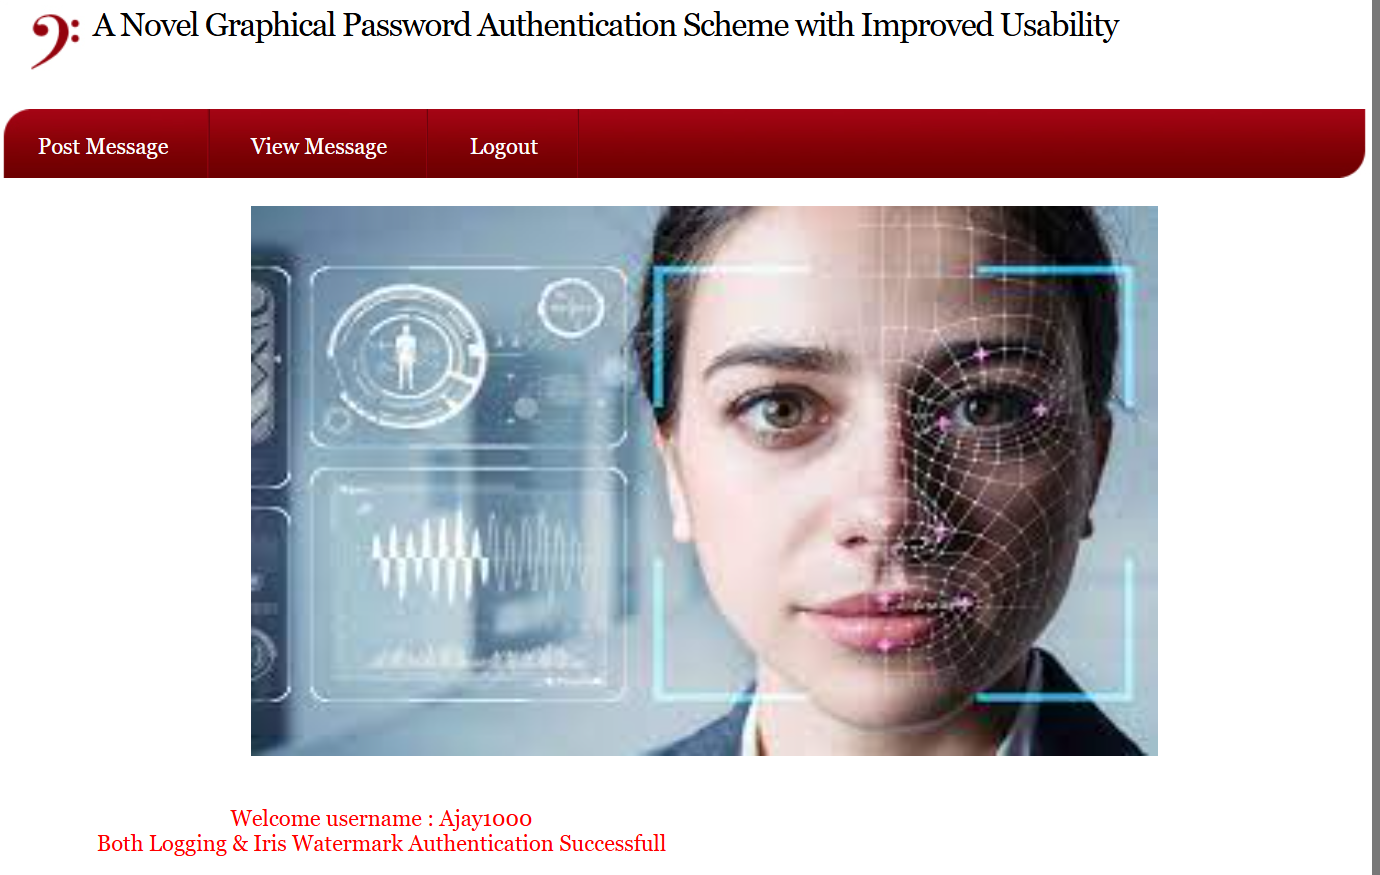 A Novel Graphical Password Authentication Scheme with Improved Usability
Post Message
View Message
Logout
Welcome username : Ajay1000
Both Logging & Iris Watermark Authentication Successfull